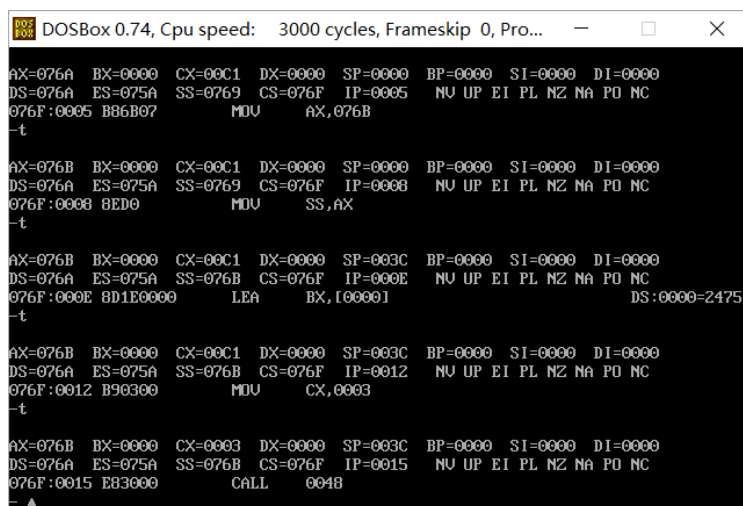 DOSBox 0.74, Cpu speed: 3000 cycles, Frameskip 0, Pro...
AX=076A BX=0000 CX=00C1 DX=0000 SP=0000 BP=0000 SI=0000 DI=0000
DS=076A ES=075A SS=0769 CS=076F IP=0005 NV UP EI PL NZ NA PO NC
076F:0005 B86B07 MOV AX,076B
-t
AX=076B BX=0000 CX=00C1 DX=0000 SP=0000 BP=0000 SI=0000 DI=0000
DS=076A ES=075A SS=0769 CS=076F IP=0008 NV UP EI PL NZ NA PO NC
076F:0008 8ED0 MOV SS,AX
-t
AX=076B BX=0000 CX=00C1 DX=0000 SP=003C BP=0000 SI=0000 DI=0000
DS=076A ES=075A SS=076B CS=076F IP=000E NV UP EI PL NZ NA PO NC
076F:000E 8D1E0000 LEA BX,[0000] DS:0000=2475
-t
AX=076B BX=0000 CX=00C1 DX=0000 SP=003C BP=0000 SI=0000 DI=0000
DS=076A ES=075A SS=076B CS=076F IP=0012 NV UP EI PL NZ NA PO NC
076F:0012 B90300 MOV CX,0003
-t
AX=076B BX=0000 CX=0003 DX=0000 SP=003C BP=0000 SI=0000 DI=0000
DS=076A ES=075A SS=076B CS=076F IP=0015 NV UP EI PL NZ NA PO NC
076F:0015 E83000 CALL 0048
-